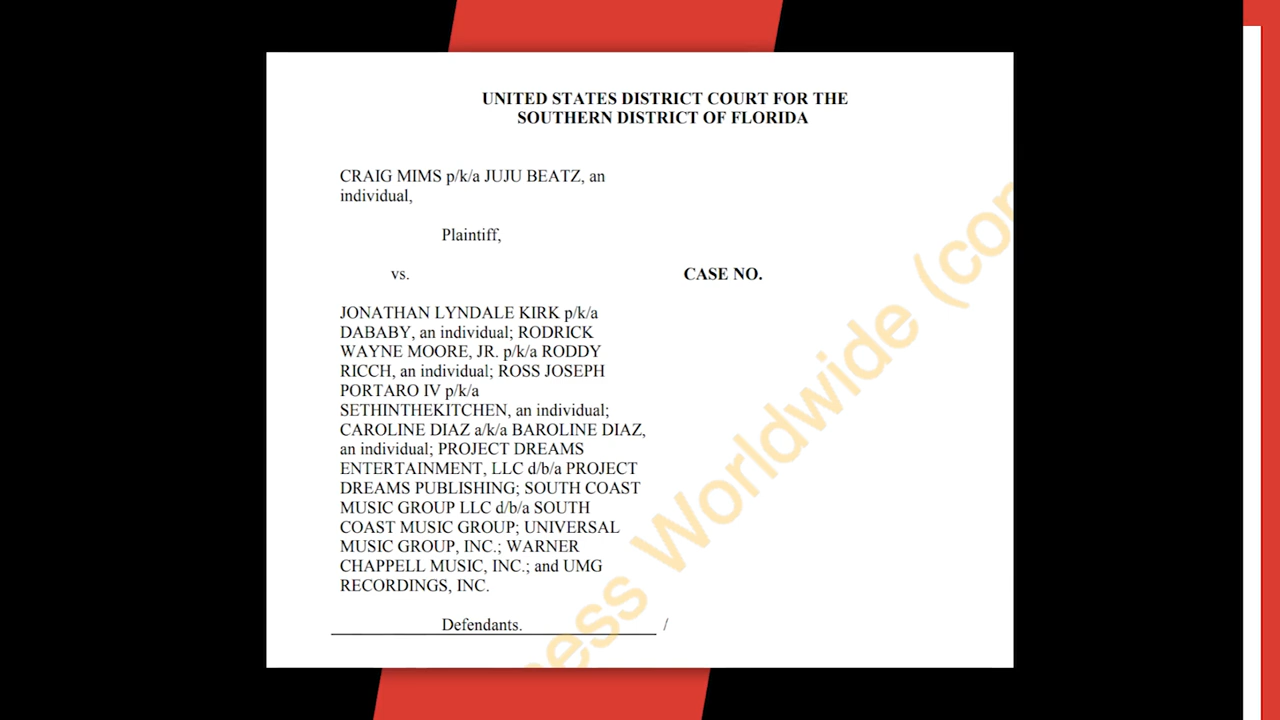 UNITED STATES DISTRICT COURT FOR THE
SOUTHERN DISTRICT OF FLORIDA
CRAIG MIMS p/k/a JUJU BEATZ, an
individual,
Plaintiff,
vs.
CASE NO.
JONATHAN LYNDALE KIRK p/k/a
DABABY, an individual; RODRICK
WAYNE MOORE, JR. p/k/a RODDY
RICCH, an individual; ROSS JOSEPH
PORTARO IV p/k/a
SETHINTHEKITCHEN, an individual;
CAROLINE DIAZ a/k/a BAROLINE DIAZ,
an individual; PROJECT DREAMS
ENTERTAINMENT, LLC d/b/a PROJECT
DREAMS PUBLISHING; SOUTH COAST
MUSIC GROUP LLC d/b/a SOUTH
COAST MUSIC GROUP; UNIVERSAL
MUSIC GROUP, INC.; WARNER
CHAPPELL MUSIC, INC.; and UMG
RECORDINGS, INC.
Defendants. /
ness Worldwide (con